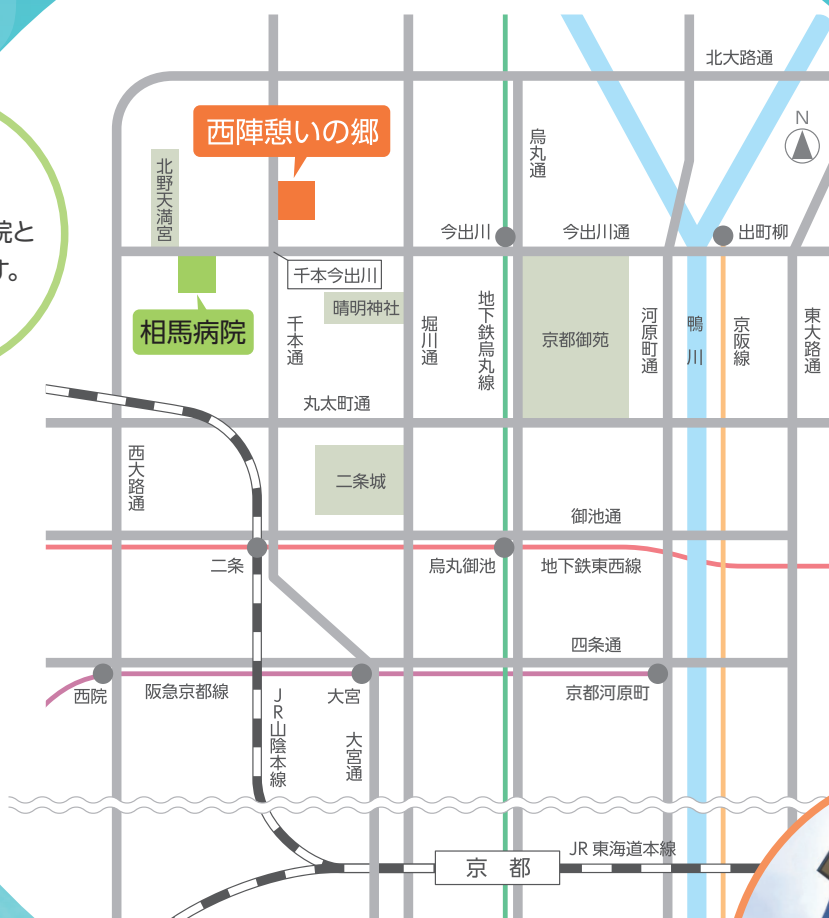 北大路通
N
西陣憩いの郷
烏丸通
北野天満宮
院と
す。
今出川
今出川通
出町柳
千本今出川
相馬病院
晴明神社
千本通
堀川通
地下鉄烏丸線
京都御苑
河原町通
鴨川
京阪線
東大路通
丸太町通
西大路通
二条城
御池通
二条
烏丸御池
地下鉄東西線
四条通
西院
阪急京都線
JR山陰本線
大宮
大宮通
京都河原町
京 都
JR 東海道本線